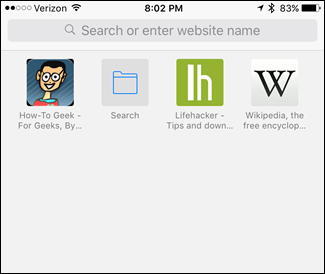 Verizon 8:02 PM 83%
Search or enter website name
lh W
How-To Geek - Search Lifehacker - Wikipedia, the
For Geeks, By... Tips and down... free encyclop...